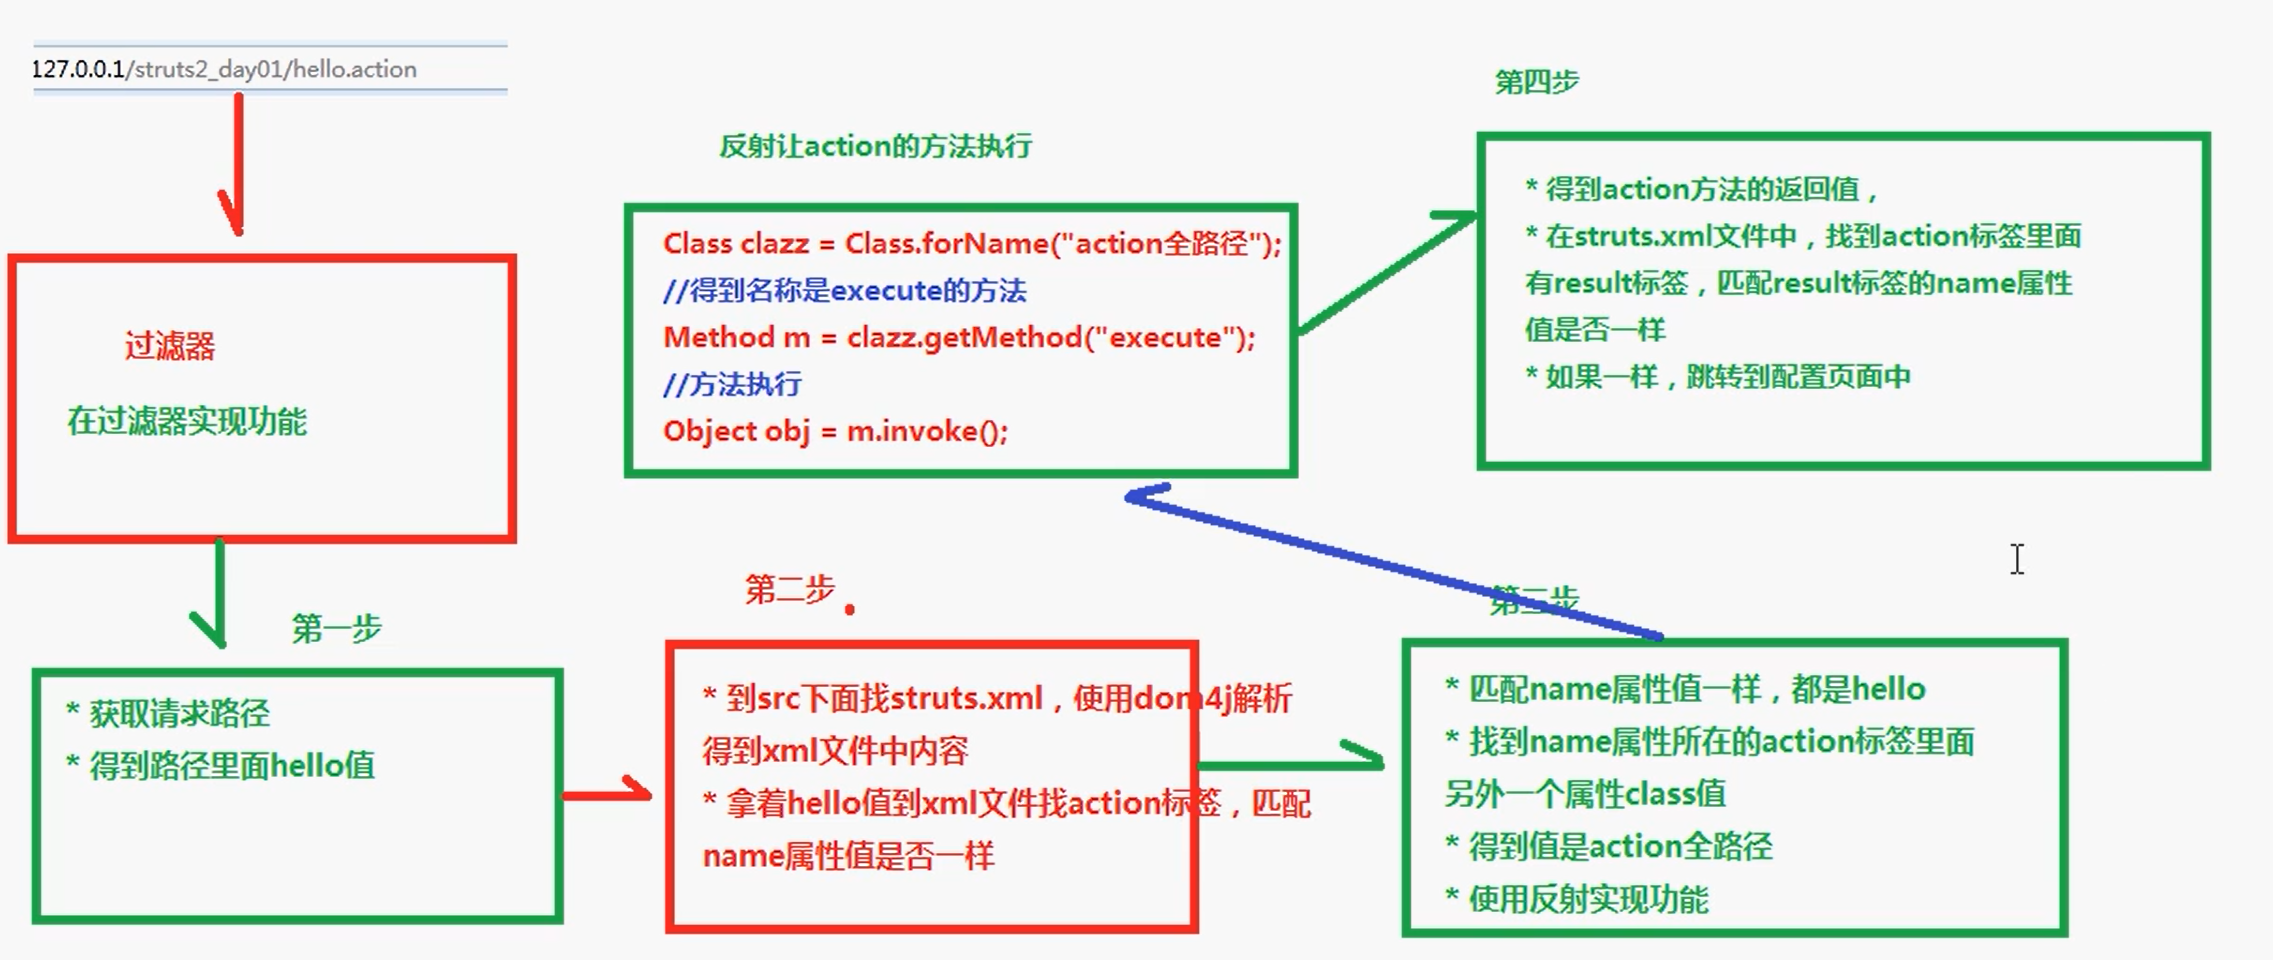 127.0.0.1/struts2_day01/hello.action
过滤器
在过滤器实现功能
第一步
* 获取请求路径
* 得到路径里面hello值
第二步
* 到src下面找struts.xml，使用dom4j解析
得到xml文件中内容
* 拿着hello值到xml文件找action标签，匹配
name属性值是否一样
第三步
* 匹配name属性值一样，都是hello
* 找到name属性所在的action标签里面
另外一个属性class值
* 得到值是action全路径
* 使用反射实现功能
反射让action的方法执行
Class clazz = Class.forName("action全路径");
//得到名称是execute的方法
Method m = clazz.getMethod("execute");
//方法执行
Object obj = m.invoke();
第四步
* 得到action方法的返回值，
* 在struts.xml文件中，找到action标签里面
有result标签，匹配result标签的name属性
值是否一样
* 如果一样，跳转到配置页面中